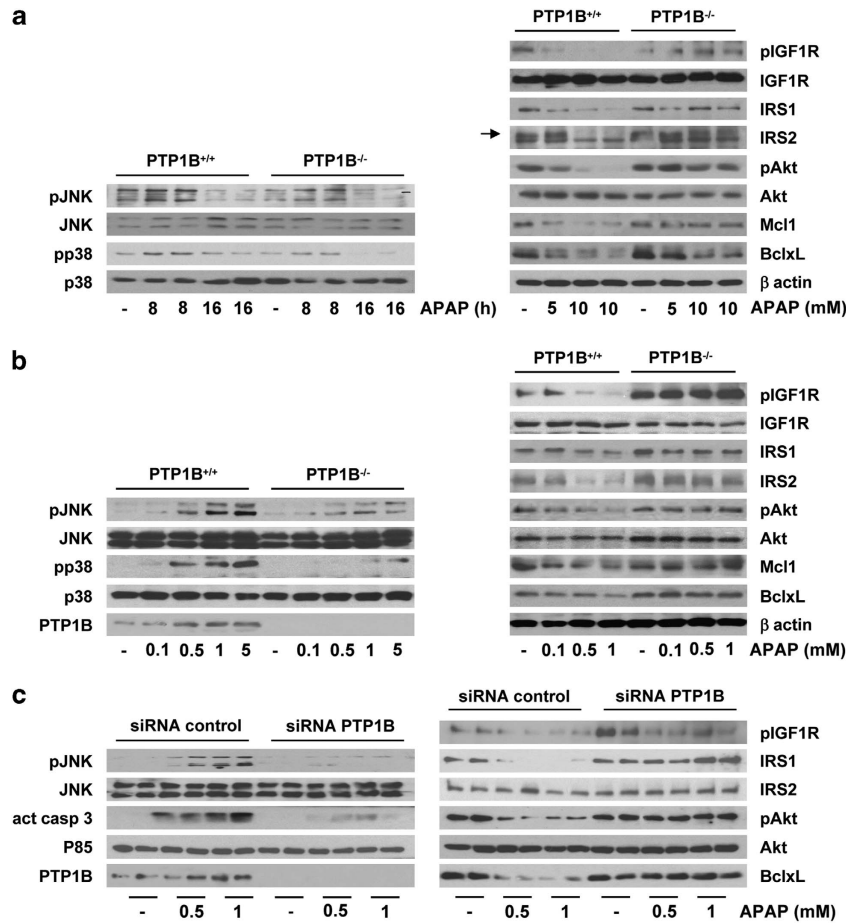 a
PTP1B+/+ PTP1B-/-
pJNK
JNK
pp38
p38
- 8 8 16 16 - 8 8 16 16 APAP (h)
PTP1B+/+ PTP1B-/-
pIGF1R
IGF1R
IRS1
IRS2
pAkt
Akt
Mcl1
BclxL
β actin
- 5 10 10 - 5 10 10 APAP (mM)
b
PTP1B+/+ PTP1B-/-
pJNK
JNK
pp38
p38
PTP1B
- 0.1 0.5 1 5 - 0.1 0.5 1 5
PTP1B+/+ PTP1B-/-
pIGF1R
IGF1R
IRS1
IRS2
pAkt
Akt
Mcl1
BclxL
β actin
- 0.1 0.5 1 - 0.1 0.5 1 APAP (mM)
c
siRNA control siRNA PTP1B
pJNK
JNK
act casp 3
P85
PTP1B
- 0.5 1 - 0.5 1
siRNA control siRNA PTP1B
pIGF1R
IRS1
IRS2
pAkt
Akt
BclxL
- 0.5 1 - 0.5 1 APAP (mM)